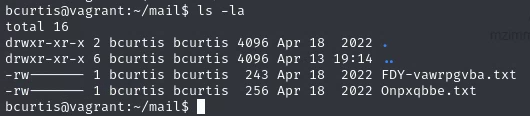 bcurtis@vagrant:~/mail$ ls -la
total 16
drwxr-xr-x 2 bcurtis bcurtis 4096 Apr 18  2022 .
drwxr-xr-x 6 bcurtis bcurtis 4096 Apr 13 19:14 ..
-rw------- 1 bcurtis bcurtis  243 Apr 18  2022 FDY-vawrpgvba.txt
-rw------- 1 bcurtis bcurtis  256 Apr 18  2022 Onpxqbbe.txt
bcurtis@vagrant:~/mail$